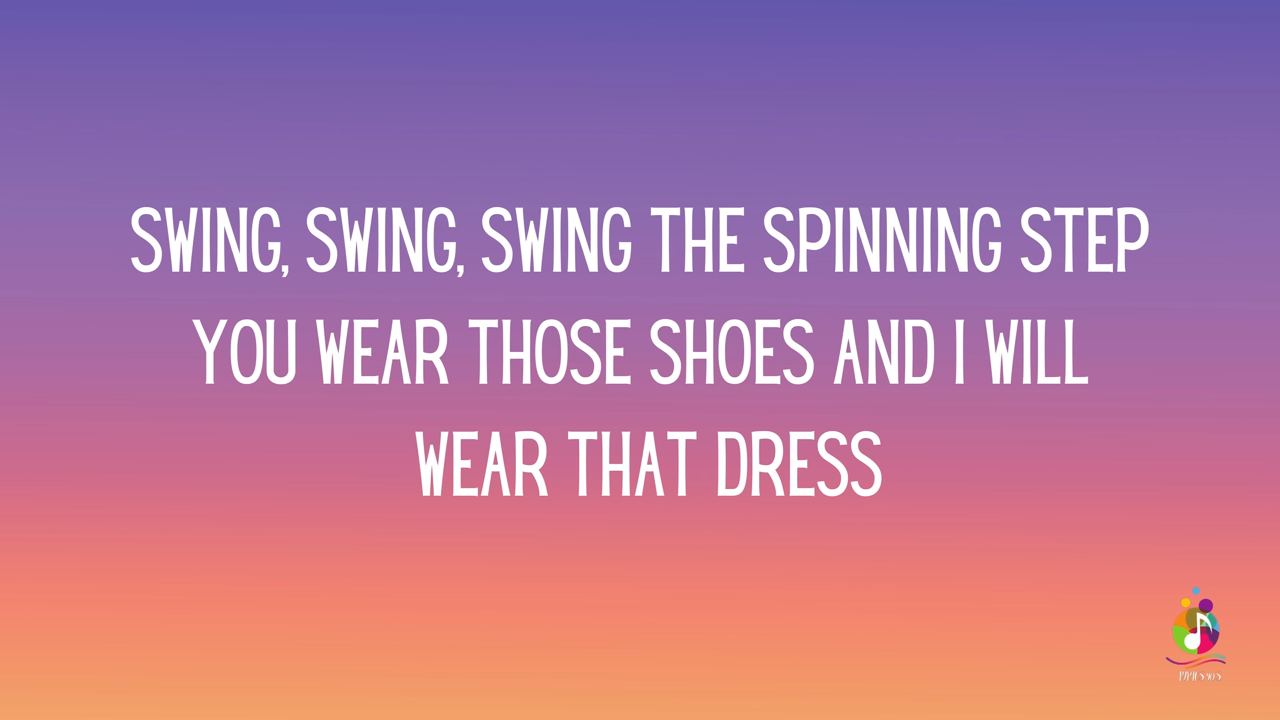 SWING, SWING, SWING THE SPINNING STEP
YOU WEAR THOSE SHOES AND I WILL
WEAR THAT DRESS